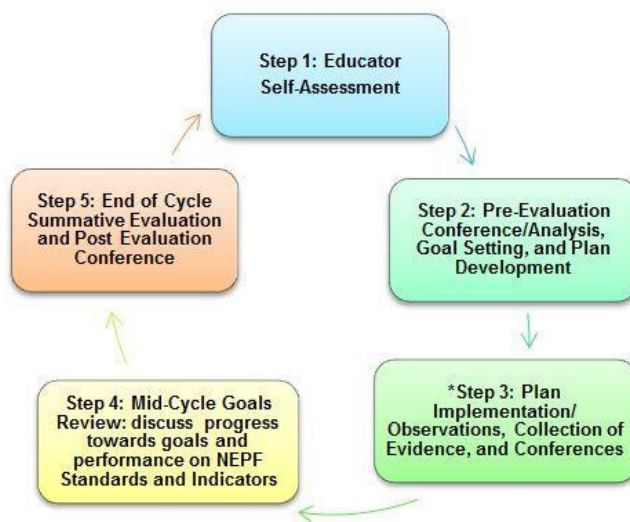 Step 1: Educator
Self-Assessment
Step 2: Pre-Evaluation
Conference/Analysis,
Goal Setting, and Plan
Development
*Step 3: Plan
Implementation/
Observations, Collection of
Evidence, and Conferences
Step 4: Mid-Cycle Goals
Review: discuss progress
towards goals and
performance on NEPF
Standards and Indicators
Step 5: End of Cycle
Summative Evaluation
and Post Evaluation
Conference